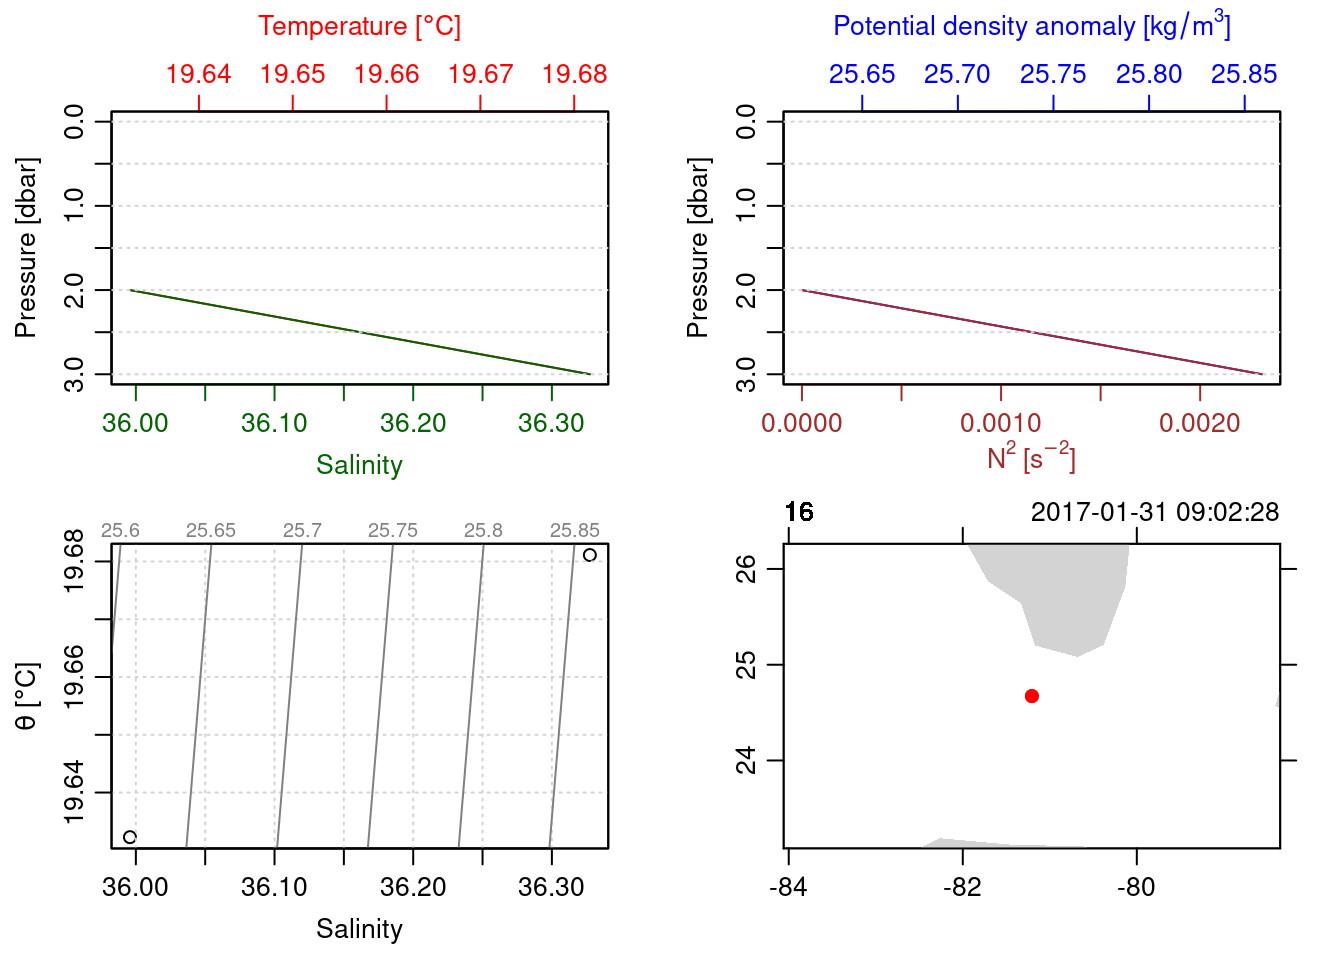 Temperature [°C]
19.64 19.65 19.66 19.67 19.68
Pressure [dbar]
0.0 1.0 2.0 3.0
36.00 36.10 36.20 36.30
Salinity
Potential density anomaly [kg/m³]
25.65 25.70 25.75 25.80 25.85
Pressure [dbar]
0.0 1.0 2.0 3.0
0.0000 0.0010 0.0020
N² [s⁻²]
25.6 25.65 25.7 25.75 25.8 25.85
θ [°C]
19.64 19.66 19.68
36.00 36.10 36.20 36.30
Salinity
16 2017-01-31 09:02:28
26
25
24
-84 -82 -80